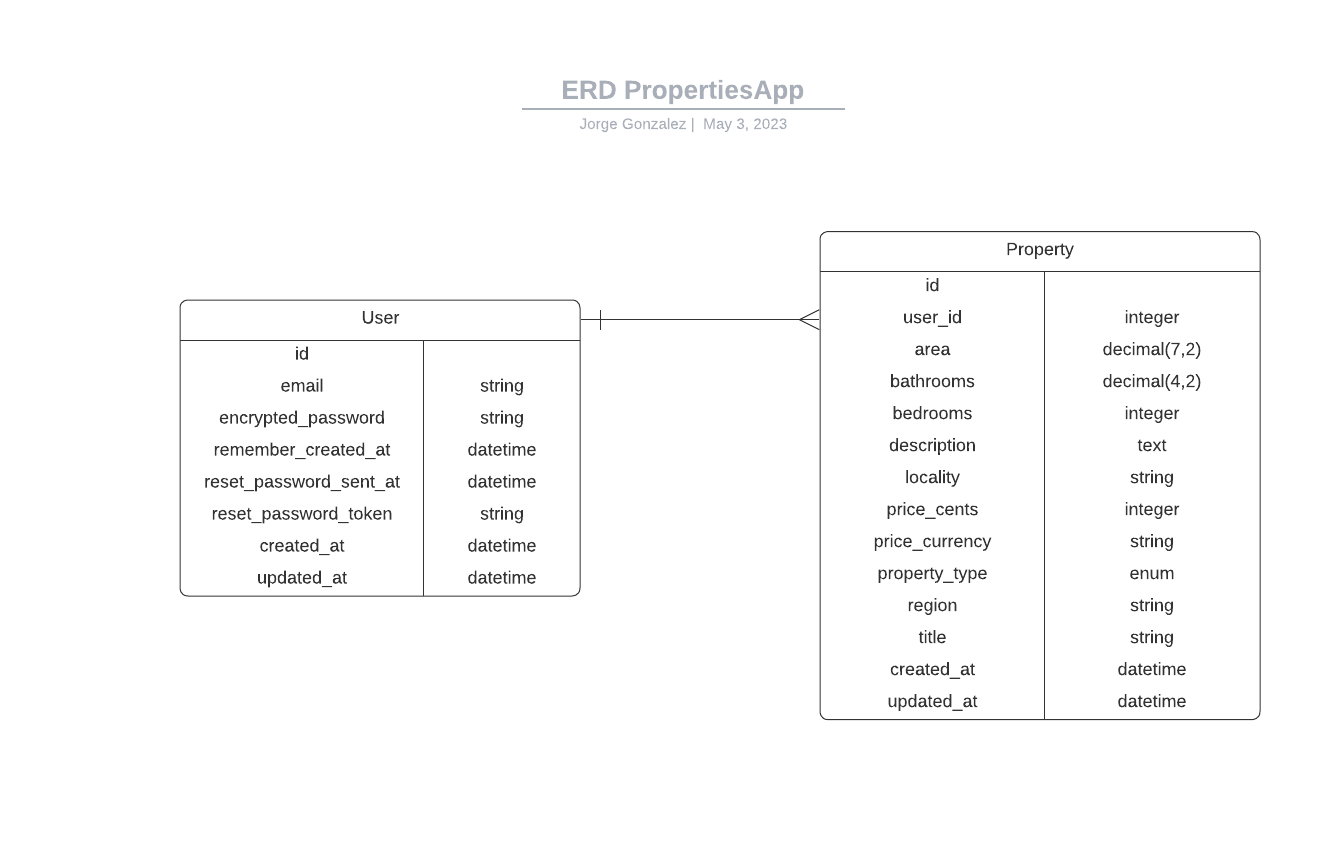 ERD PropertiesApp
Jorge Gonzalez | May 3, 2023
User
id
email string
encrypted_password string
remember_created_at datetime
reset_password_sent_at datetime
reset_password_token string
created_at datetime
updated_at datetime
Property
id
user_id integer
area decimal(7,2)
bathrooms decimal(4,2)
bedrooms integer
description text
locality string
price_cents integer
price_currency string
property_type enum
region string
title string
created_at datetime
updated_at datetime